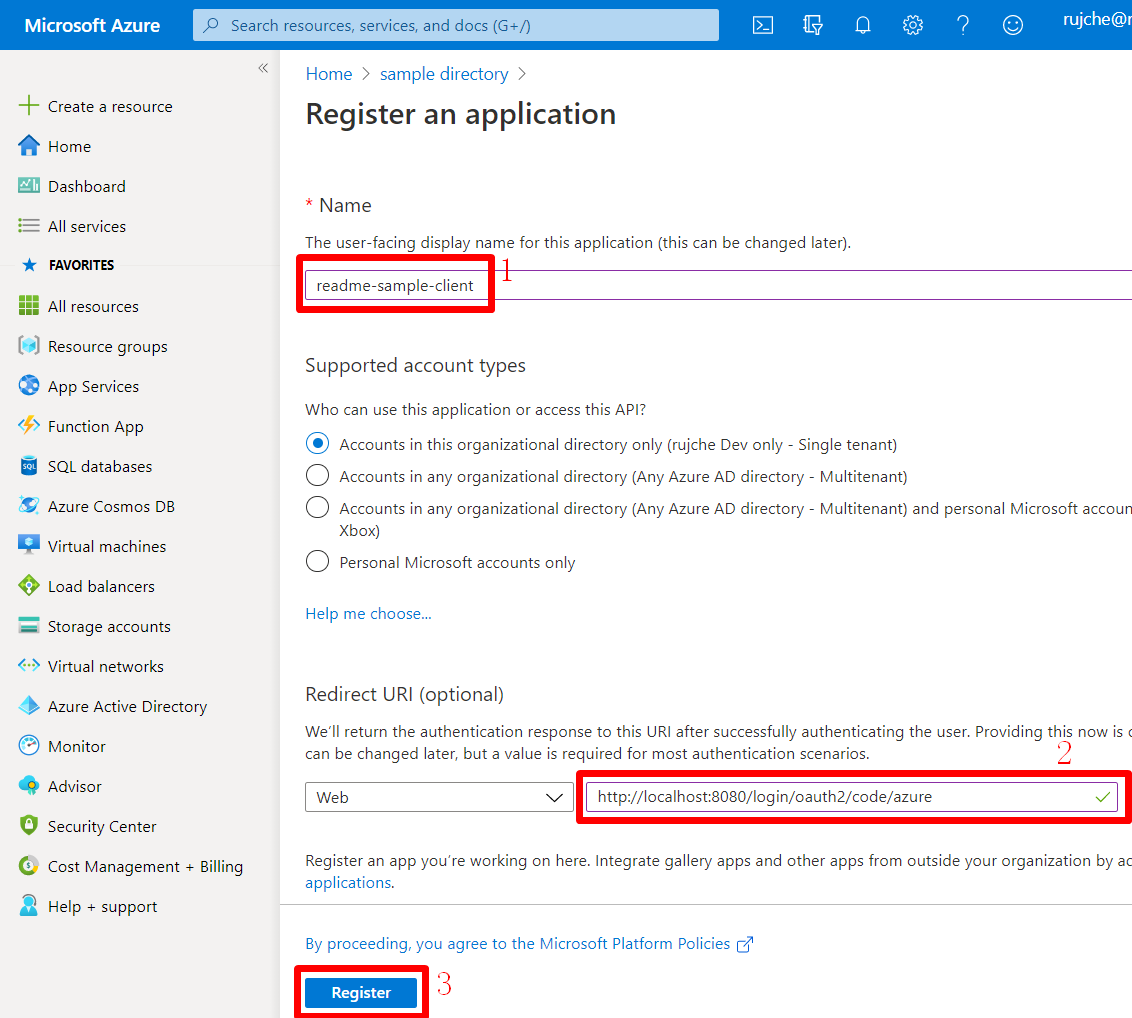 Microsoft Azure
Search resources, services, and docs (G+/)
rujche@
«
Create a resource
Home
Dashboard
All services
FAVORITES
All resources
Resource groups
App Services
Function App
SQL databases
Azure Cosmos DB
Virtual machines
Load balancers
Storage accounts
Virtual networks
Azure Active Directory
Monitor
Advisor
Security Center
Cost Management + Billing
Help + support
Home > sample directory >
Register an application
* Name
The user-facing display name for this application (this can be changed later).
readme-sample-client
1
Supported account types
Who can use this application or access this API?
Accounts in this organizational directory only (rujche Dev only - Single tenant)
Accounts in any organizational directory (Any Azure AD directory - Multitenant)
Accounts in any organizational directory (Any Azure AD directory - Multitenant) and personal Microsoft accoun
Xbox)
Personal Microsoft accounts only
Help me choose...
Redirect URI (optional)
We'll return the authentication response to this URI after successfully authenticating the user. Providing this now is
can be changed later, but a value is required for most authentication scenarios.
2
Web
http://localhost:8080/login/oauth2/code/azure
Register an app you're working on here. Integrate gallery apps and other apps from outside your organization by
applications.
By proceeding, you agree to the Microsoft Platform Policies
Register
3